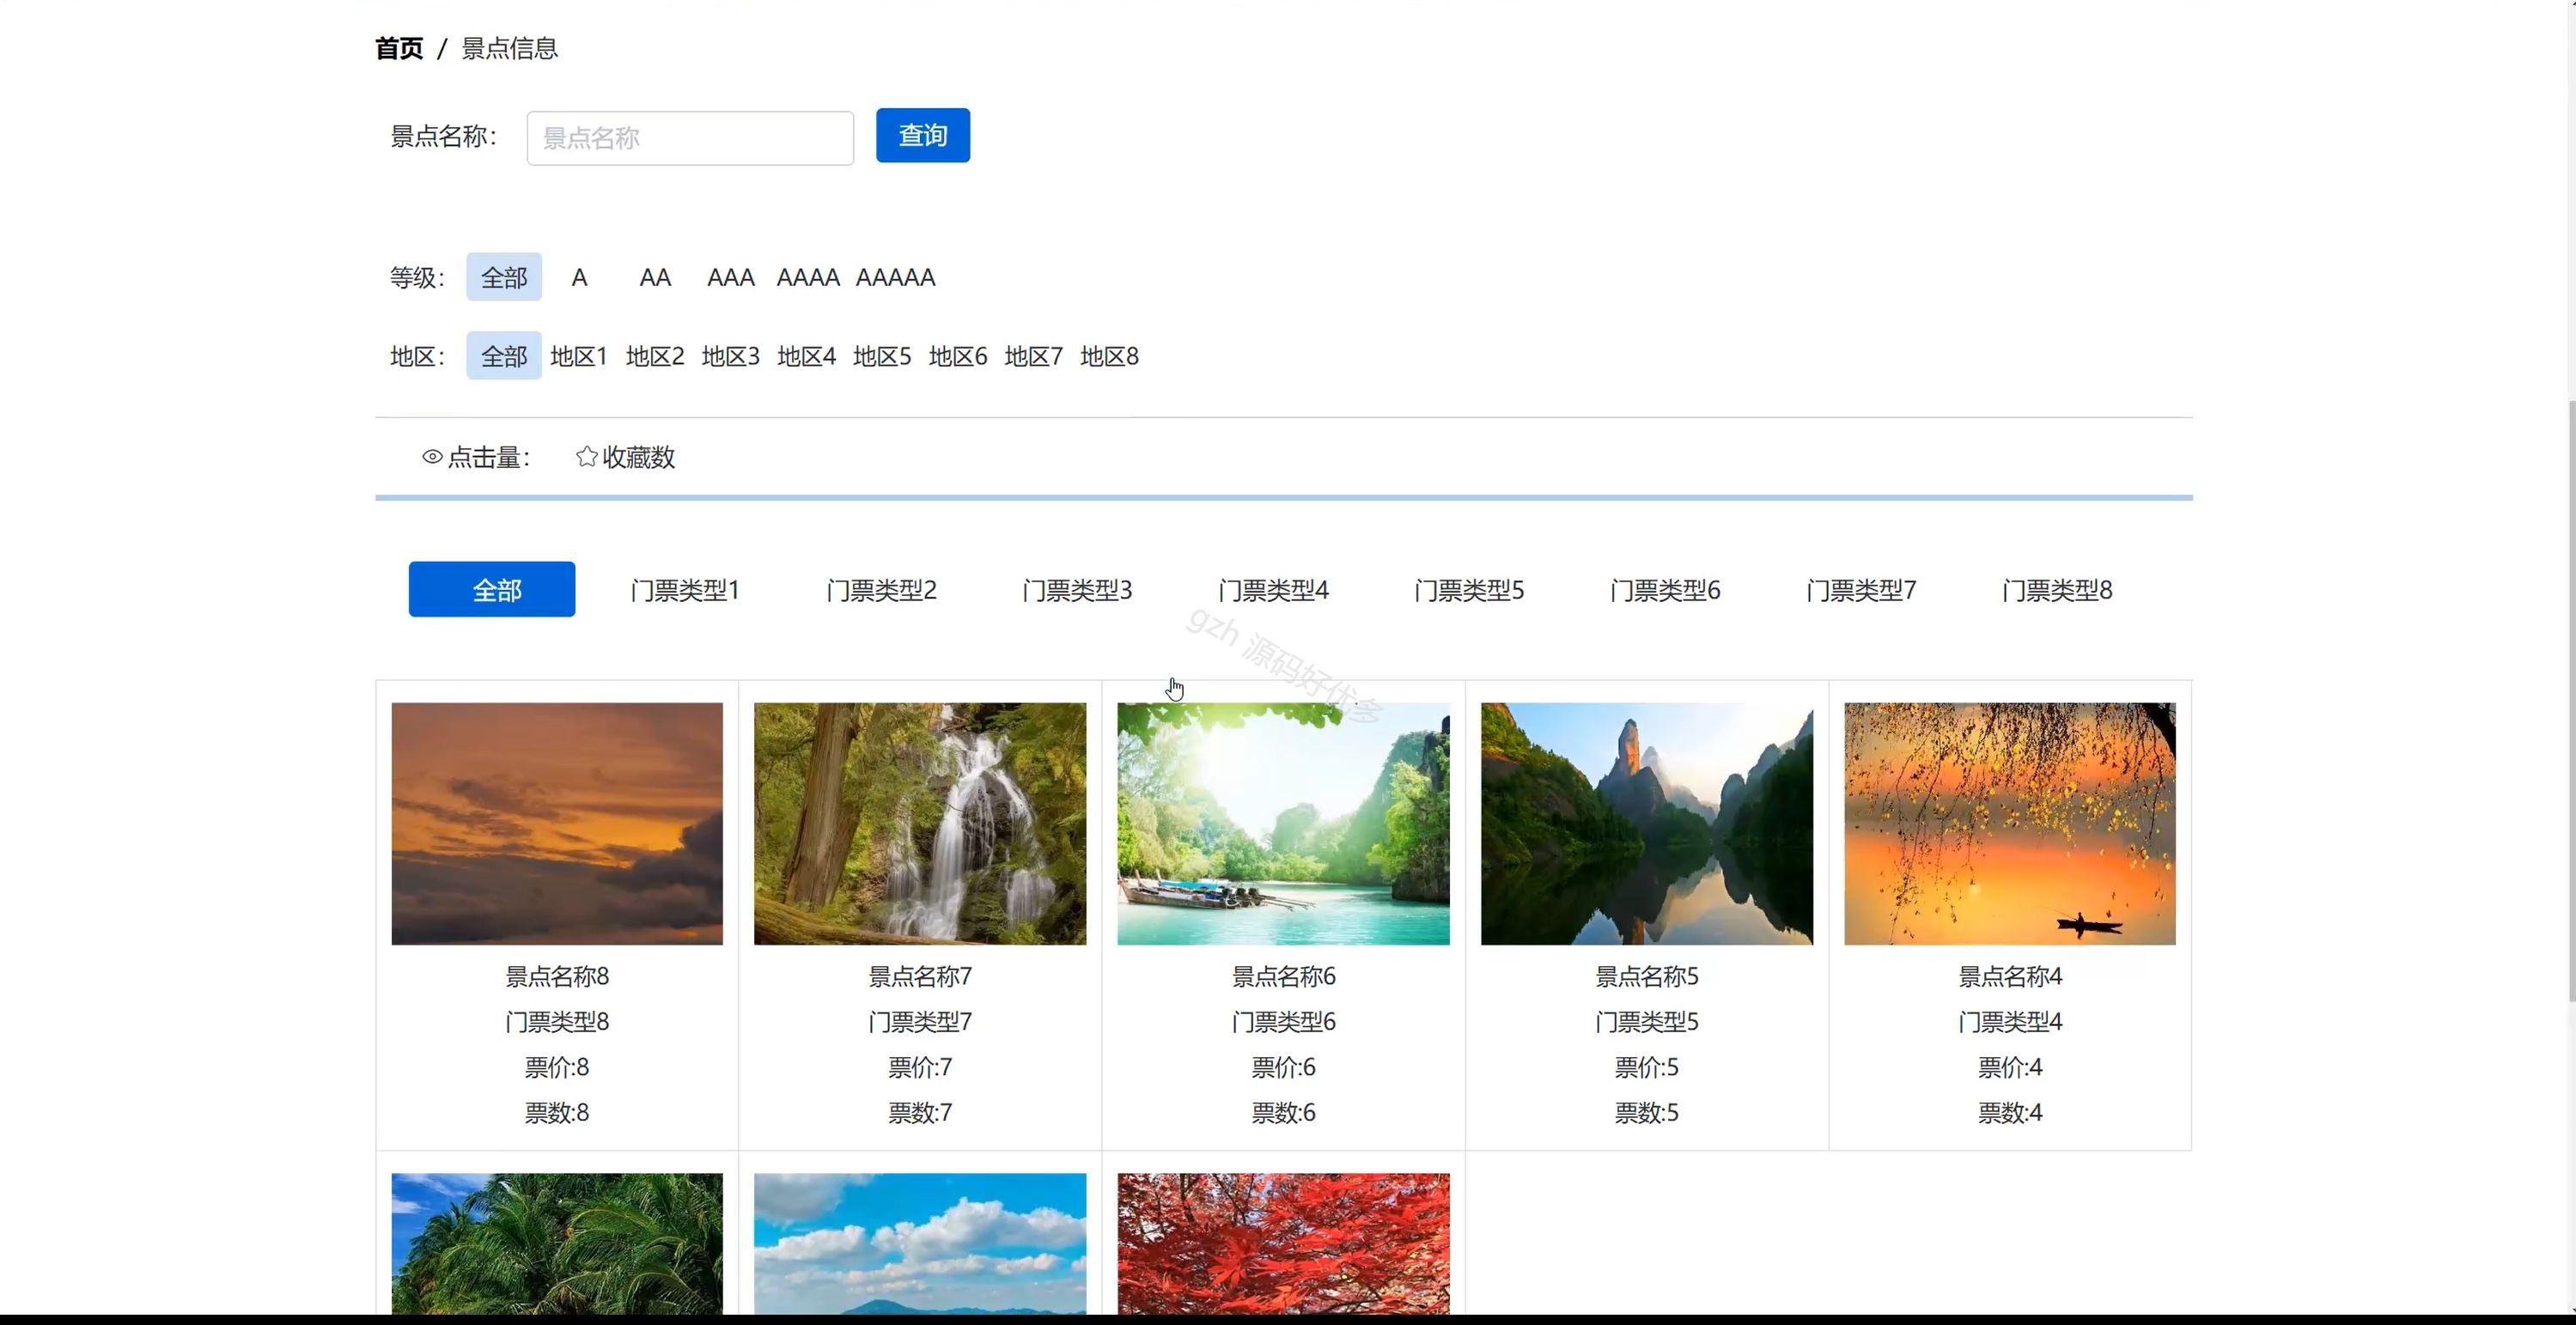 首页 / 景点信息
景点名称： 景点名称 查询
等级： 全部 A AA AAA AAAA AAAAA
地区： 全部 地区1 地区2 地区3 地区4 地区5 地区6 地区7 地区8
点击量： 收藏数
全部 门票类型1 门票类型2 门票类型3 门票类型4 门票类型5 门票类型6 门票类型7 门票类型8
gzh 源码好优多
景点名称8 景点名称7 景点名称6 景点名称5 景点名称4
门票类型8 门票类型7 门票类型6 门票类型5 门票类型4
票价:8 票价:7 票价:6 票价:5 票价:4
票数:8 票数:7 票数:6 票数:5 票数:4